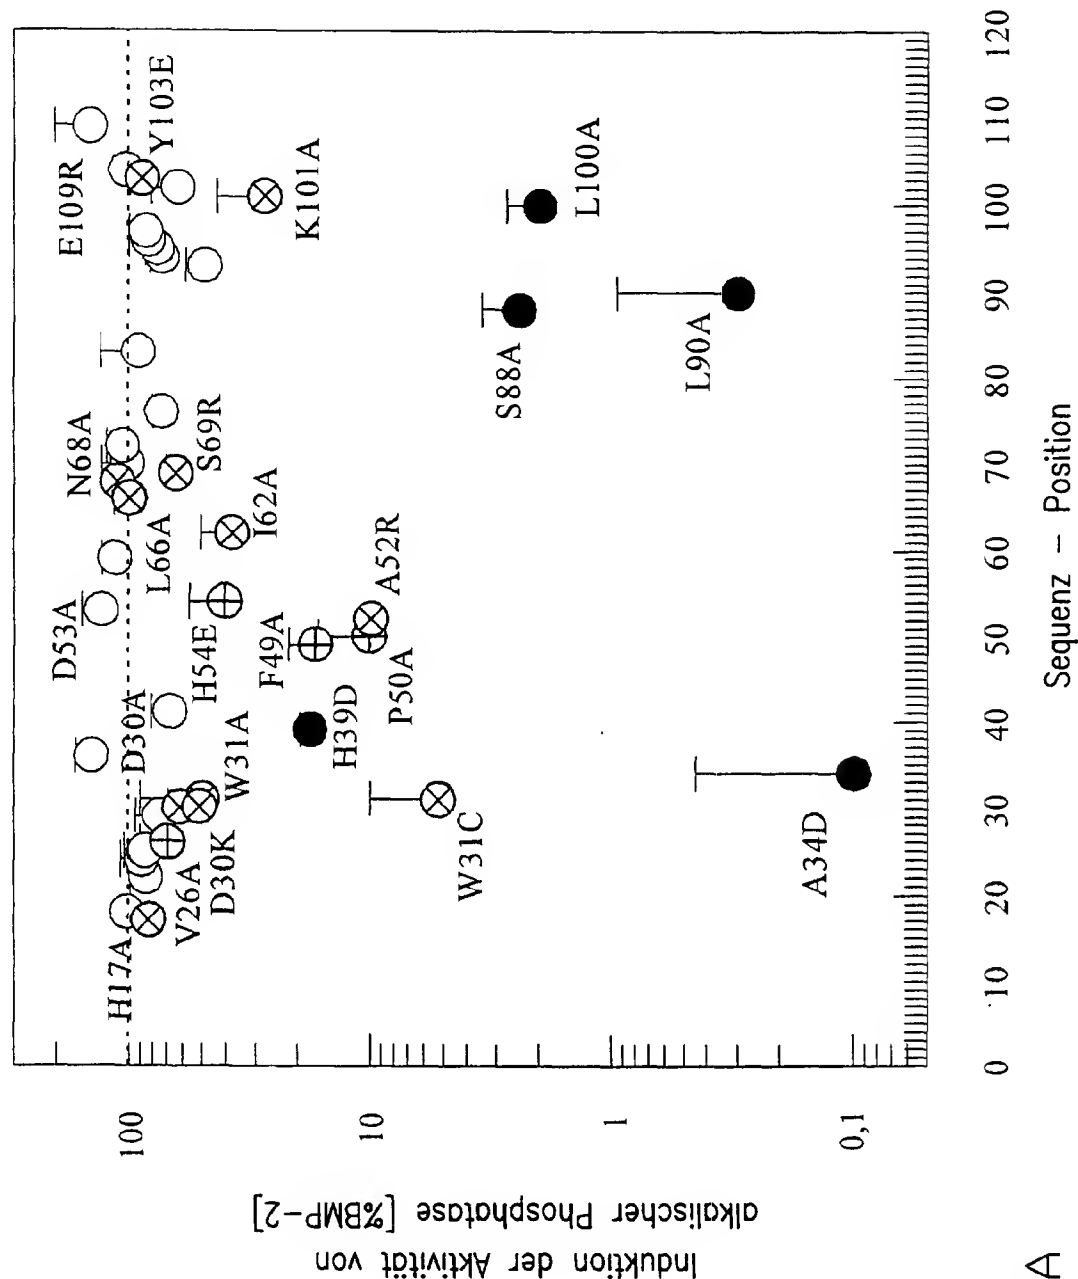 A
Induktion der Aktivität von
alkalischer Phosphatase [%BMP-2]
100
10
1
0,1
H17A
V26A
D30K
D30A
W31A
W31C
A34D
H39D
D53A
H54E
F49A
P50A
A52R
L66A
I62A
N68A
S69R
S88A
L90A
E109R
Y103E
K101A
L100A
0
10
20
30
40
50
60
70
80
90
100
110
120
Sequenz – Position